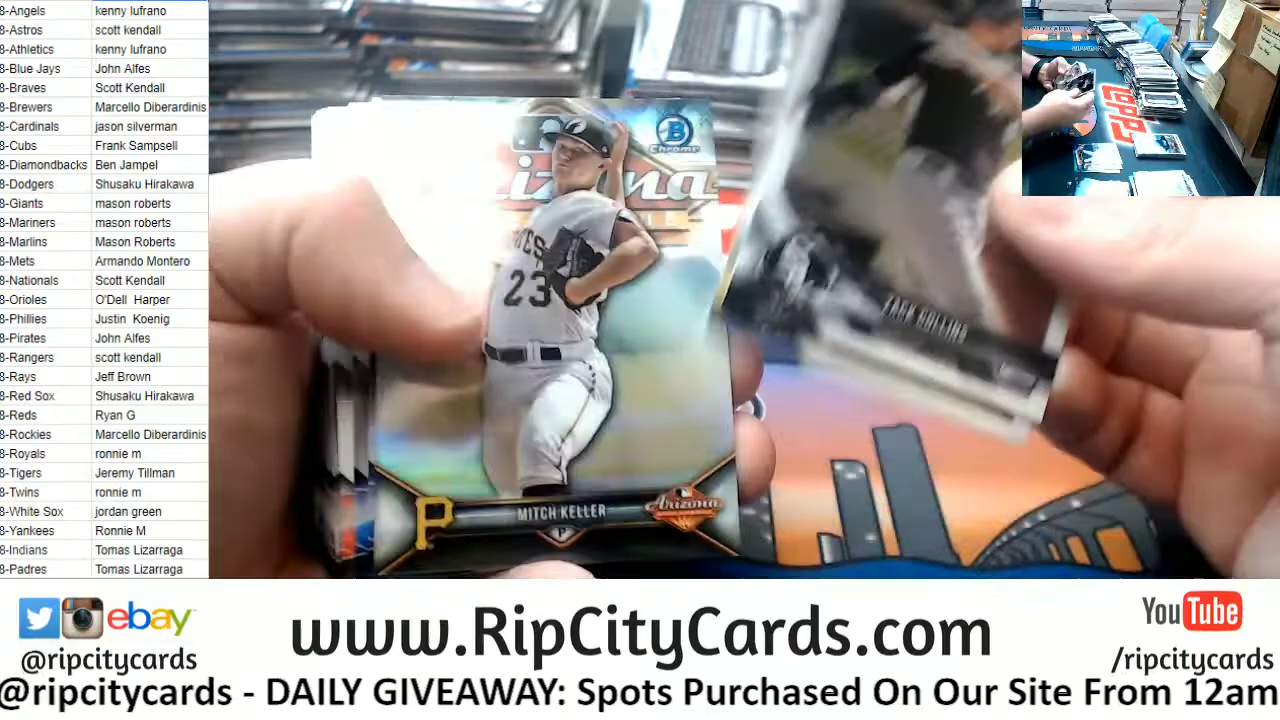 8-Angels kenny lufrano
8-Astros scott kendall
8-Athletics kenny lufrano
8-Blue Jays John Alfes
8-Braves Scott Kendall
8-Brewers Marcello Diberardinis
8-Cardinals jason silverman
8-Cubs Frank Sampsell
8-Diamondbacks Ben Jampel
8-Dodgers Shusaku Hirakawa
8-Giants mason roberts
8-Mariners mason roberts
8-Marlins Mason Roberts
8-Mets Armando Montero
8-Nationals Scott Kendall
8-Orioles O'Dell Harper
8-Phillies Justin Koenig
8-Pirates John Alfes
8-Rangers scott kendall
8-Rays Jeff Brown
8-Red Sox Shusaku Hirakawa
8-Reds Ryan G
8-Rockies Marcello Diberardinis
8-Royals ronnie m
8-Tigers Jeremy Tillman
8-Twins ronnie m
8-White Sox jordan green
8-Yankees Ronnie M
8-Indians Tomas Lizarraga
8-Padres Tomas Lizarraga
B
Chrome
23
P
MITCH KELLER
P
Arizona
ZACK COLLINS
Topps
ebay
@ripcitycards
www.RipCityCards.com
YouTube
/ripcitycards
@ripcitycards - DAILY GIVEAWAY: Spots Purchased On Our Site From 12am